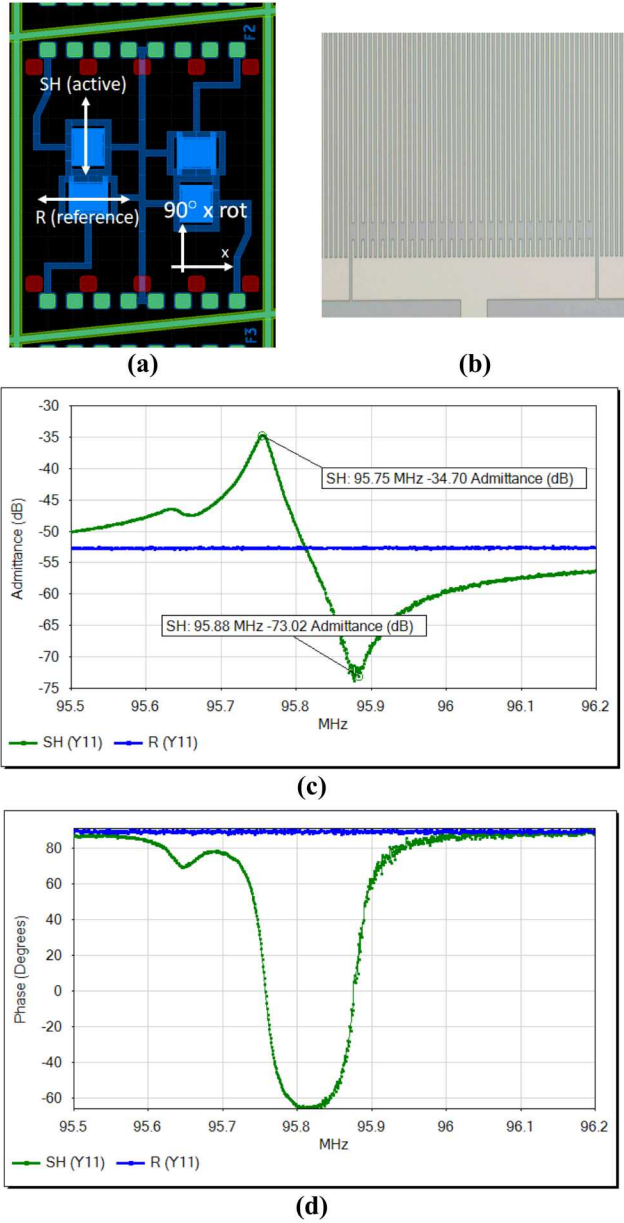 F2
SH (active)
R (reference)
90° x rot
x
F3
(a)
(b)
-30
-35
-40
-45
-50
-55
-60
-65
-70
-75
Admittance (dB)
SH: 95.75 MHz -34.70 Admittance (dB)
SH: 95.88 MHz -73.02 Admittance (dB)
95.5 95.6 95.7 95.8 95.9 96 96.1 96.2
MHz
SH (Y11) R (Y11)
(c)
80
60
40
20
0
-20
-40
-60
Phase (Degrees)
95.5 95.6 95.7 95.8 95.9 96 96.1 96.2
MHz
SH (Y11) R (Y11)
(d)